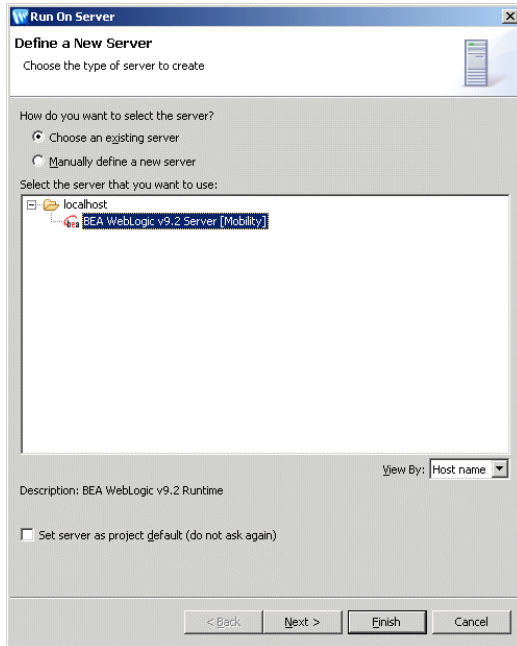 Run On Server
Define a New Server
Choose the type of server to create
How do you want to select the server?
Choose an existing server
Manually define a new server
Select the server that you want to use:
localhost
bea BEA WebLogic v9.2 Server [Mobility]
View By: Host name
Description: BEA WebLogic v9.2 Runtime
Set server as project default (do not ask again)
< Back Next > Finish Cancel